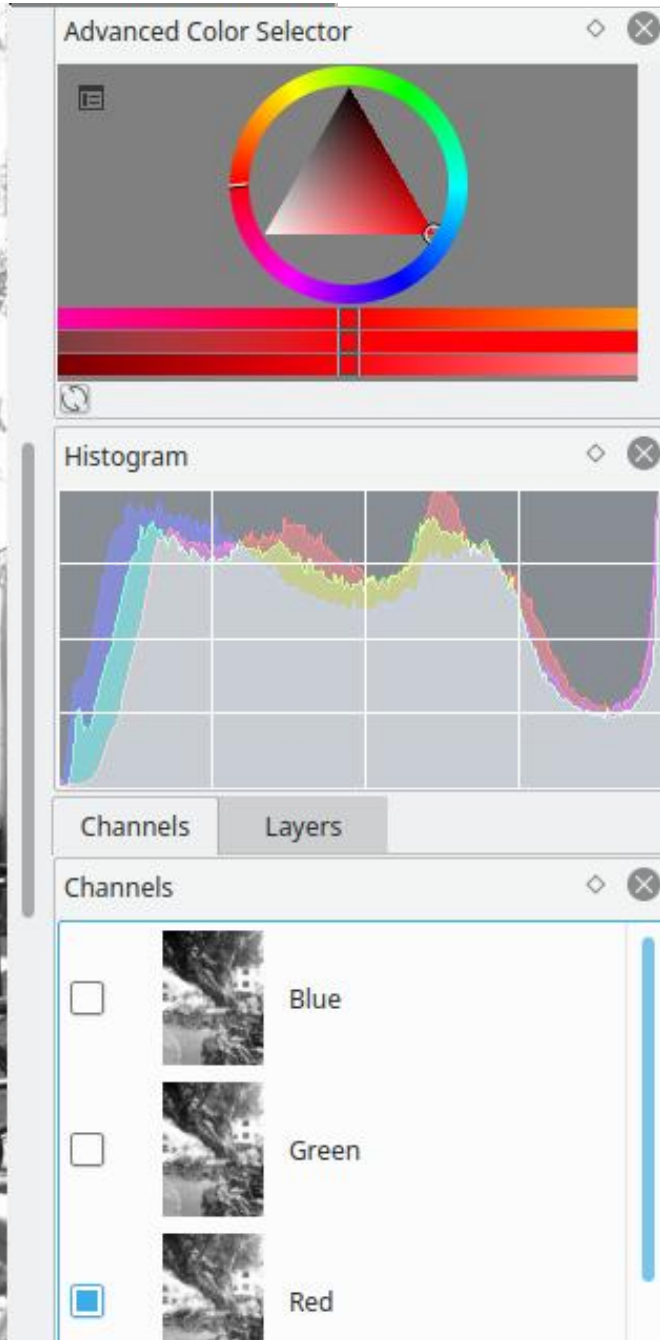 Advanced Color Selector
Histogram
Channels
Layers
Channels
Blue
Green
Red